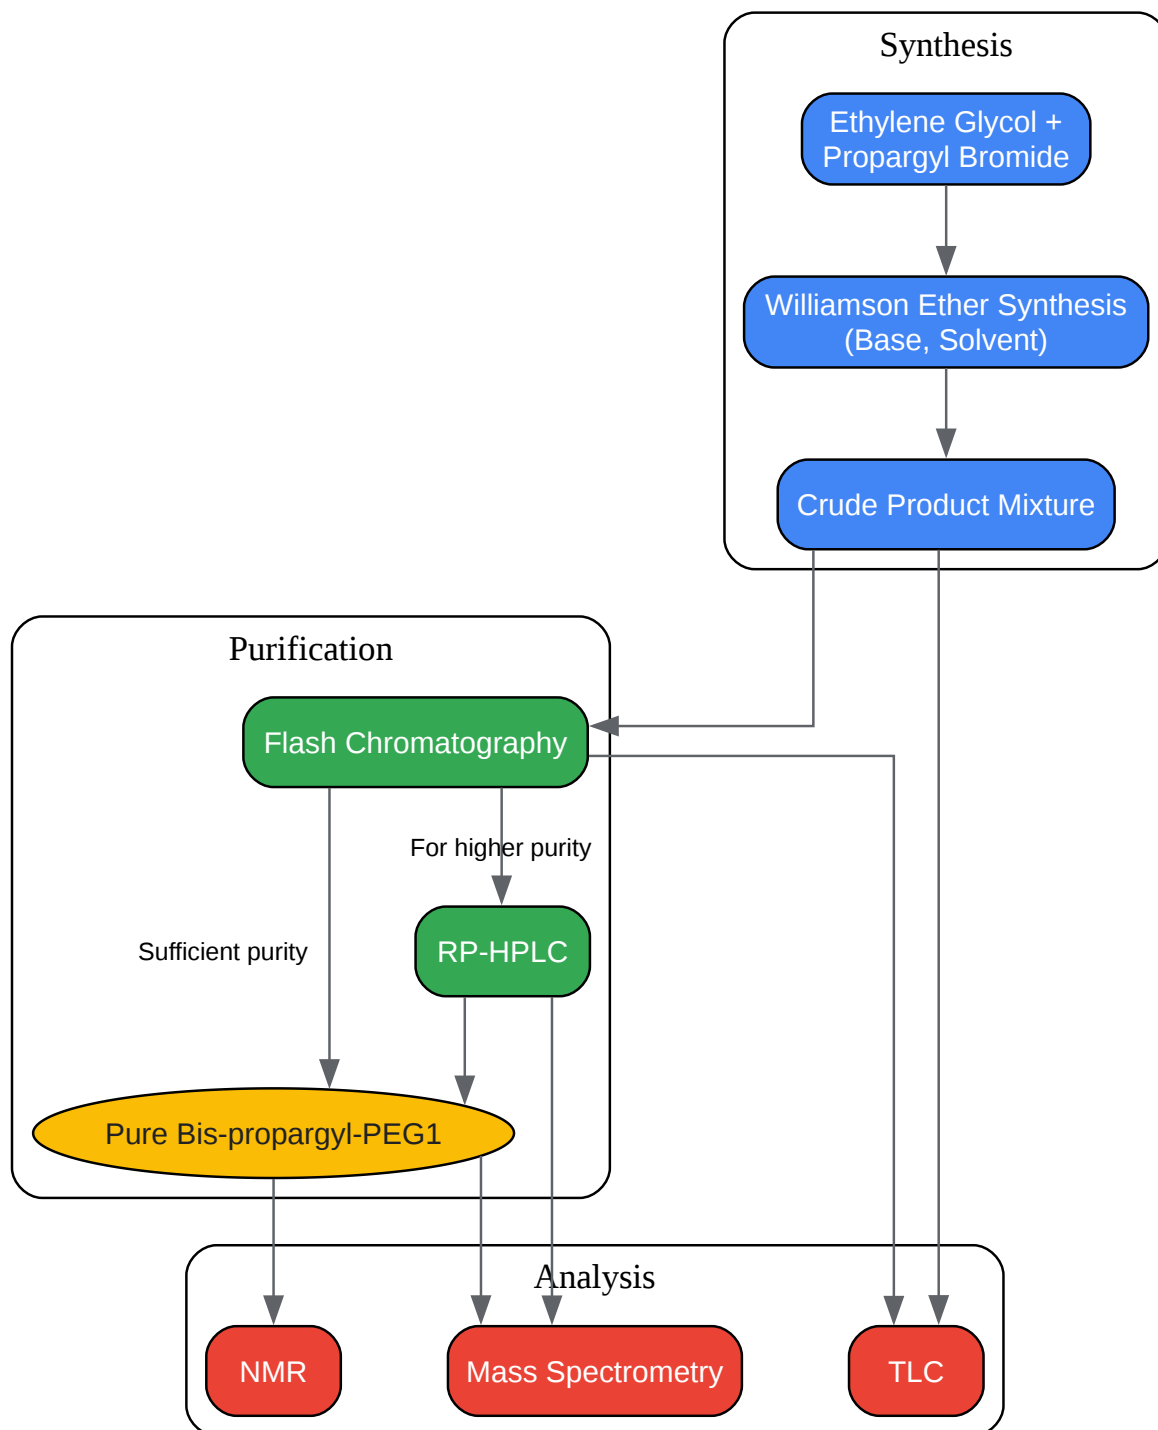 Synthesis
Ethylene Glycol +
Propargyl Bromide
Williamson Ether Synthesis
(Base, Solvent)
Crude Product Mixture
Purification
Flash Chromatography
For higher purity
Sufficient purity
RP-HPLC
Pure Bis-propargyl-PEG1
Analysis
NMR
Mass Spectrometry
TLC